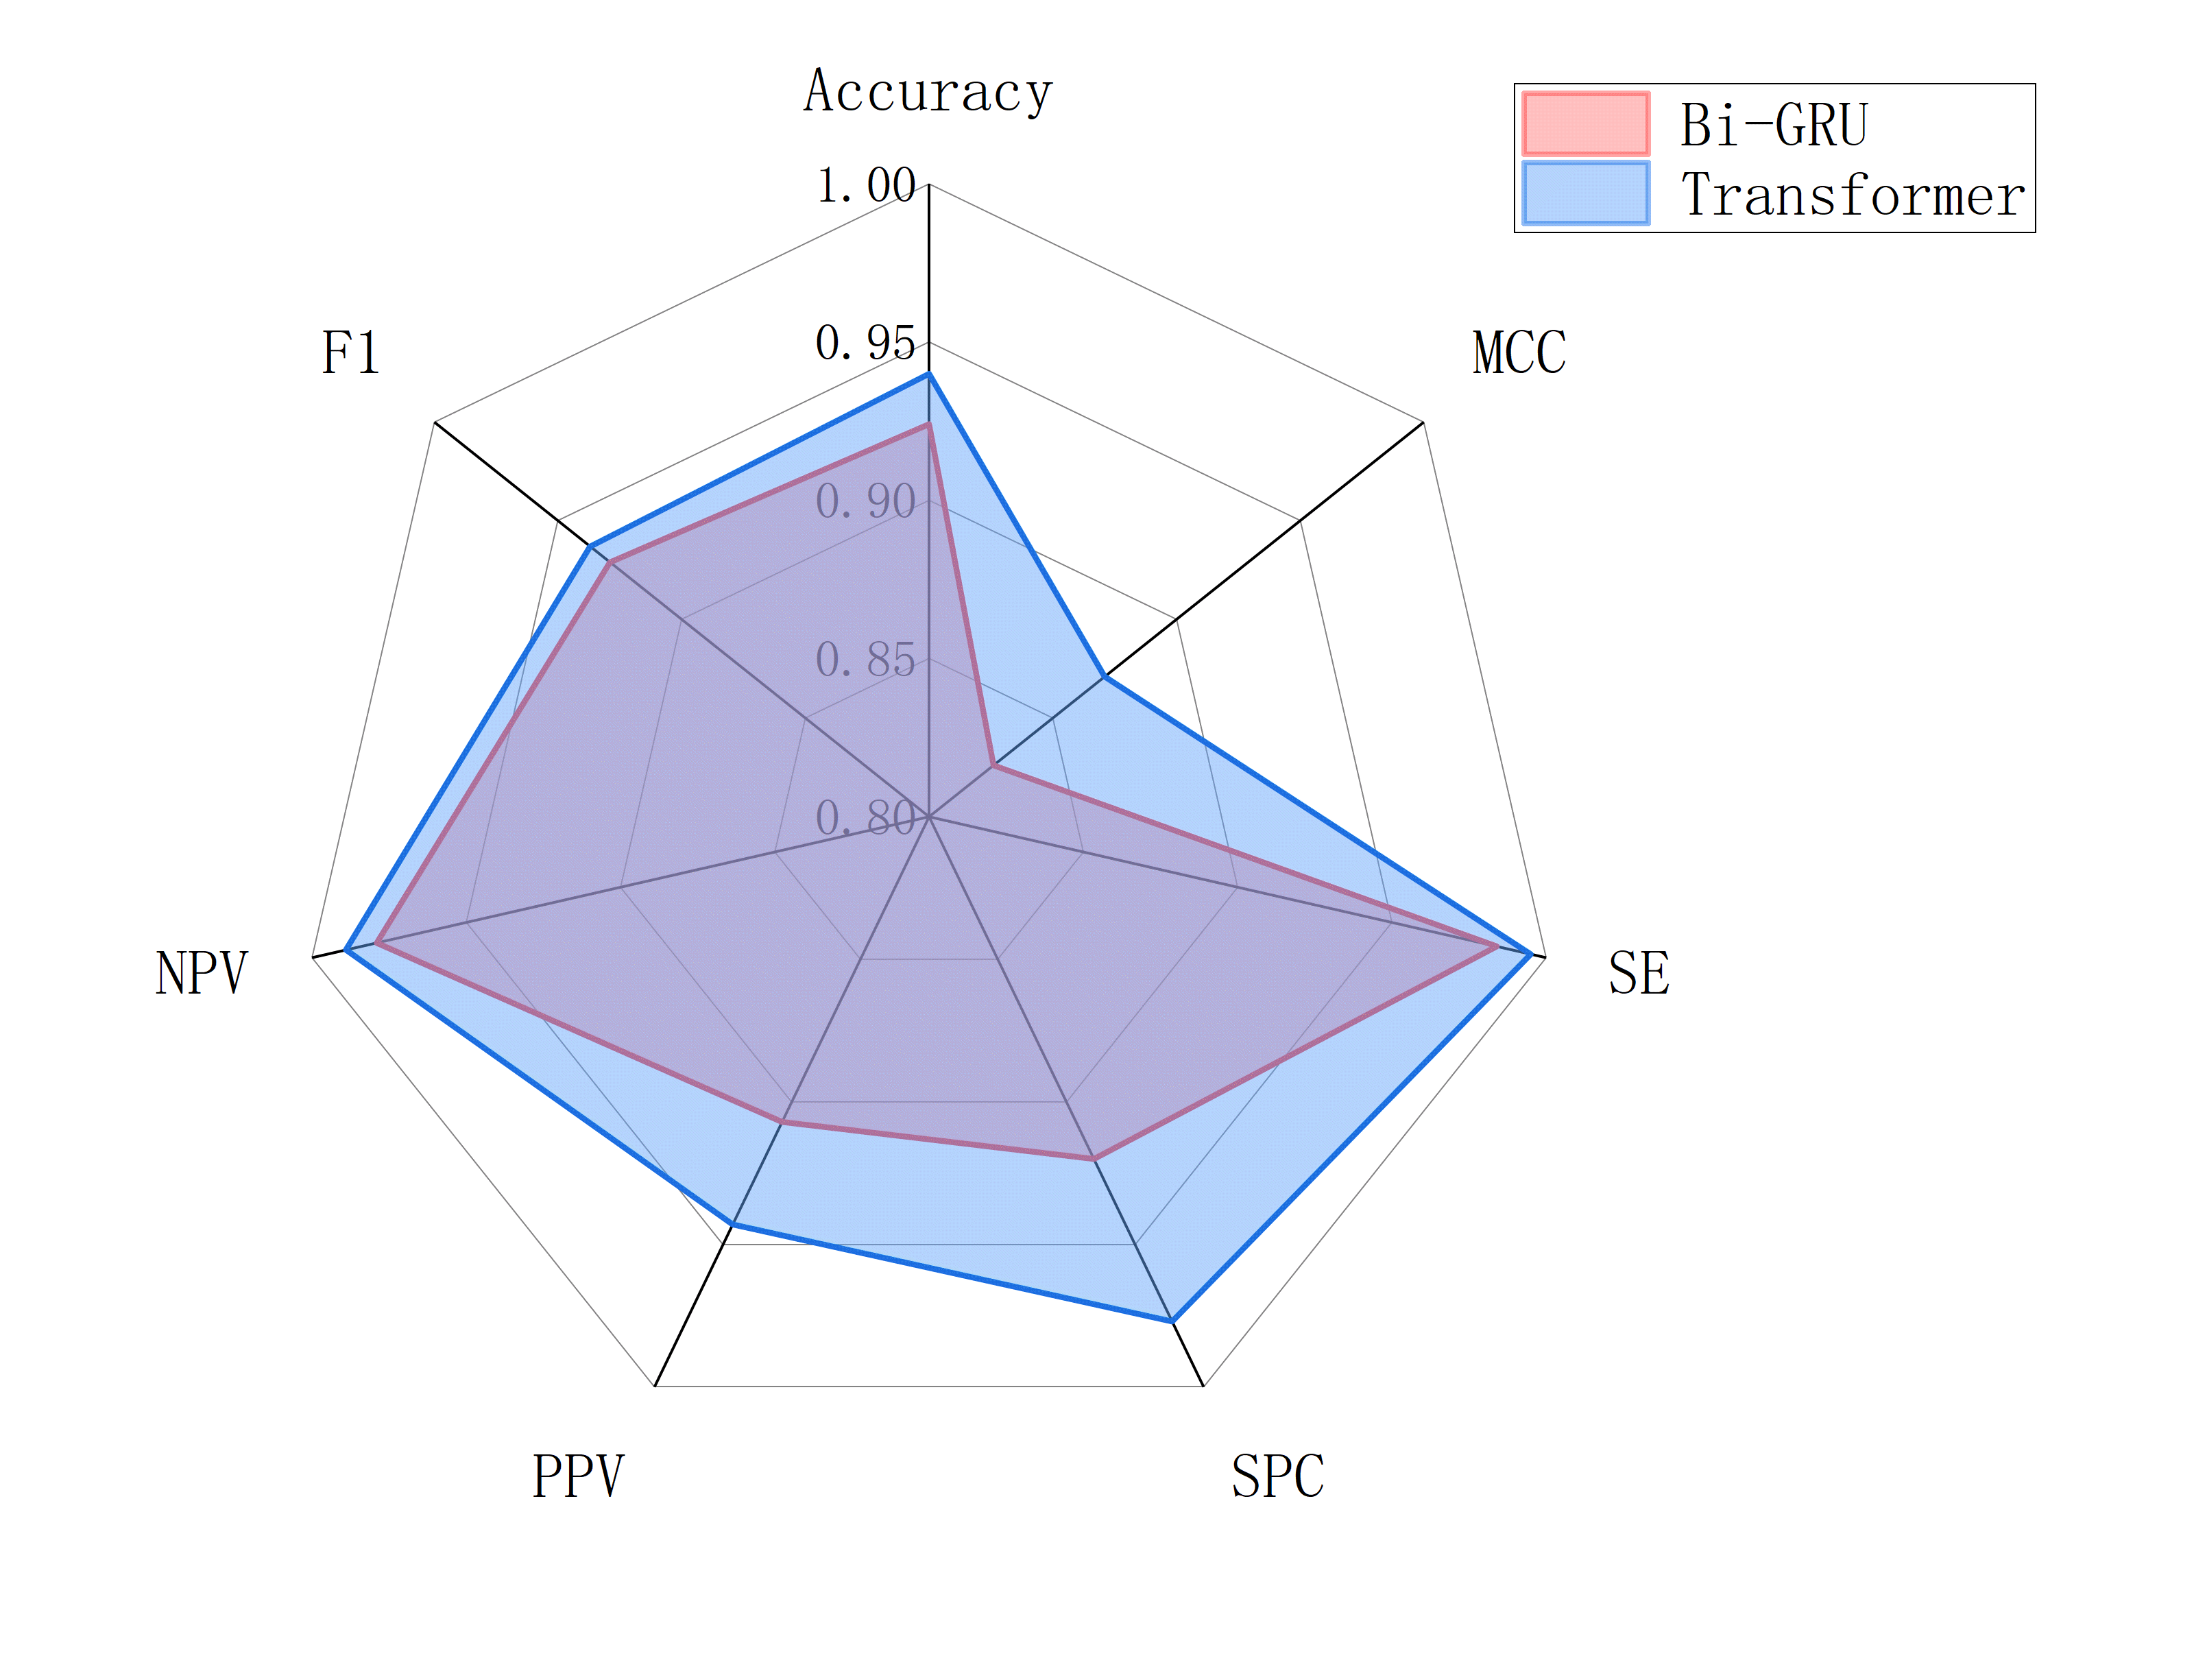 Accuracy
Bi-GRU
Transformer
1.00
F1
0.95
MCC
0.90
0.85
0.80
NPV
SE
PPV
SPC